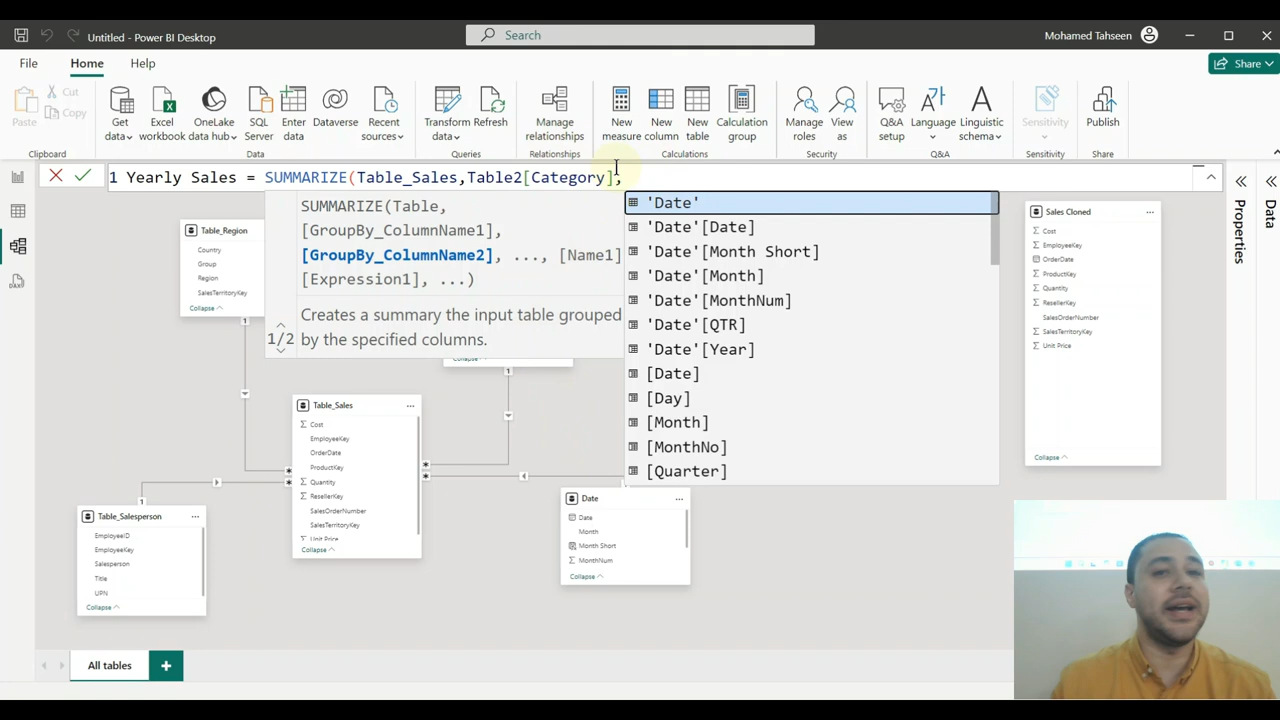 Untitled - Power BI Desktop
Search
Mohamed Tahseen
File
Home
Help
Share
Paste
Cut
Copy
Clipboard
Get data
Excel workbook
OneLake data hub
SQL Server
Enter data
Dataverse
Recent sources
Data
Transform data
Refresh
Queries
Manage relationships
Relationships
New measure
New column
New table
Calculation group
Calculations
Manage roles
View as
Security
Q&A setup
Language
Linguistic schema
Q&A
Sensitivity
Sensitivity
Publish
Share
1 Yearly Sales = SUMMARIZE(Table_Sales,Table2[Category],
SUMMARIZE(Table,
[GroupBy_ColumnName1],
[GroupBy_ColumnName2], ..., [Name1]
[Expression1], ...)
1/2
Creates a summary the input table grouped
by the specified columns.
'Date'
'Date'[Date]
'Date'[Month Short]
'Date'[Month]
'Date'[MonthNum]
'Date'[QTR]
'Date'[Year]
[Date]
[Day]
[Month]
[MonthNo]
[Quarter]
Table_Region
Country
Group
Region
SalesTerritoryKey
Collapse
1
Collapse
1
Table_Sales
Cost
EmployeeKey
OrderDate
ProductKey
Quantity
ResellerKey
SalesOrderNumber
SalesTerritoryKey
Unit Price
Collapse
1
Table_Salesperson
EmployeeID
EmployeeKey
Salesperson
Title
UPN
Collapse
Date
Date
Month
Month Short
MonthNum
Collapse
Sales Cloned
Cost
EmployeeKey
OrderDate
ProductKey
Quantity
ResellerKey
SalesOrderNumber
SalesTerritoryKey
Unit Price
Collapse
Properties
Data
All tables